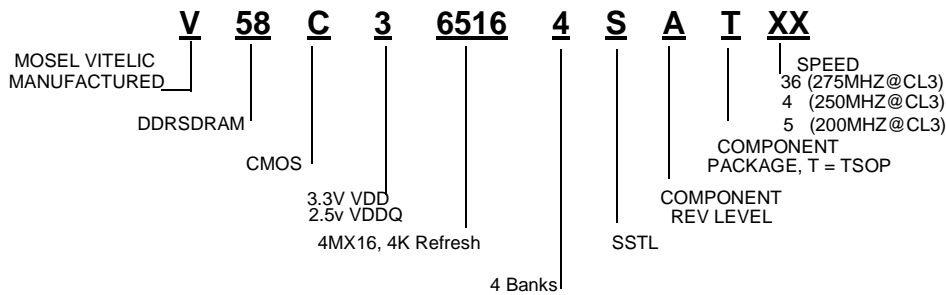 V 58 C 3 6516 4 S A T XX
MOSEL VITELIC
MANUFACTURED
DDRSDRAM
CMOS
3.3V VDD
2.5v VDDQ
4MX16, 4K Refresh
4 Banks
SSTL
COMPONENT
REV LEVEL
COMPONENT
PACKAGE, T = TSOP
SPEED
36 (275MHZ@CL3)
4 (250MHZ@CL3)
5 (200MHZ@CL3)